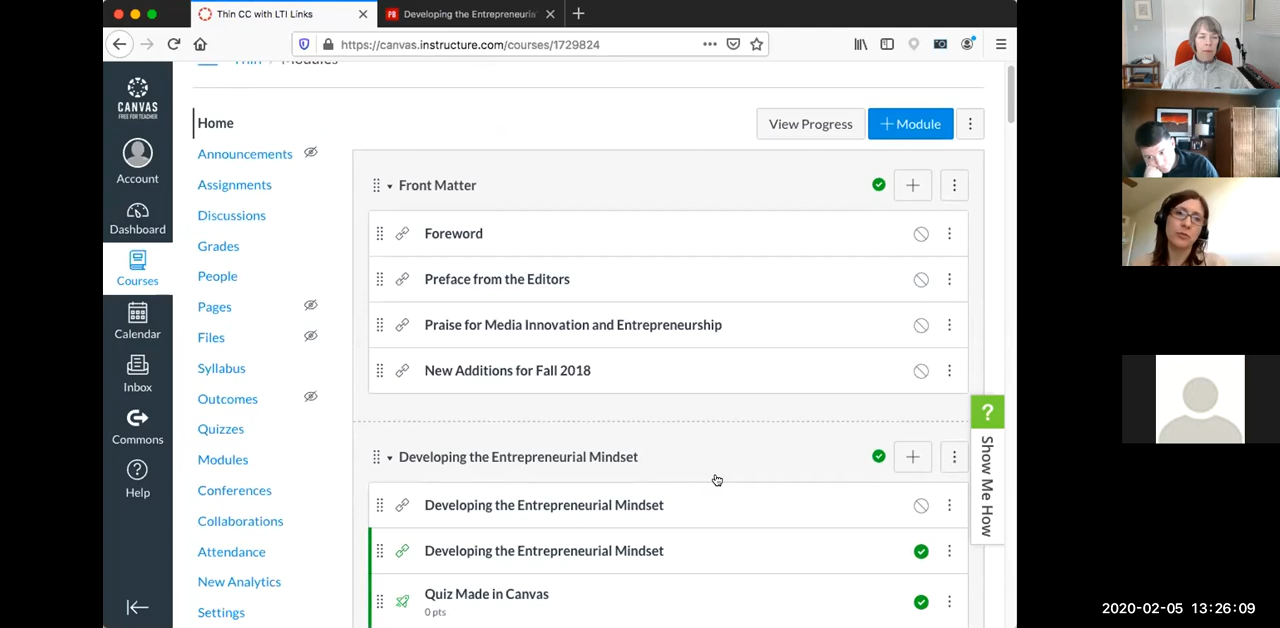 Thin CC with LTI Links
Developing the Entrepreneuria
https://canvas.instructure.com/courses/1729824
CANVAS
FREE FOR TEACHER
Account
Dashboard
Courses
Calendar
Inbox
Commons
Help
Thin
Modules
Home
Announcements
Assignments
Discussions
Grades
People
Pages
Files
Syllabus
Outcomes
Quizzes
Modules
Conferences
Collaborations
Attendance
New Analytics
Settings
View Progress
+ Module
Front Matter
Foreword
Preface from the Editors
Praise for Media Innovation and Entrepreneurship
New Additions for Fall 2018
Developing the Entrepreneurial Mindset
Developing the Entrepreneurial Mindset
Developing the Entrepreneurial Mindset
Quiz Made in Canvas
0 pts
? Show Me How
2020-02-05 13:26:09